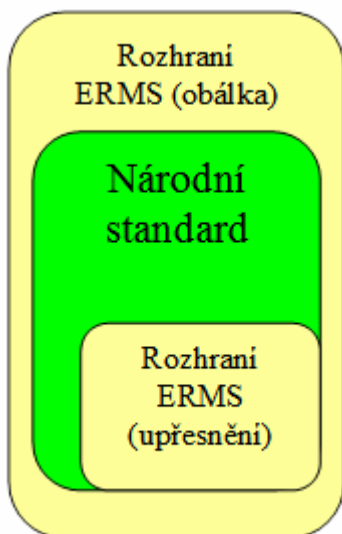 Rozhraní
ERMS (obálka)
Národní
standard
Rozhraní
ERMS
(upřesnění)